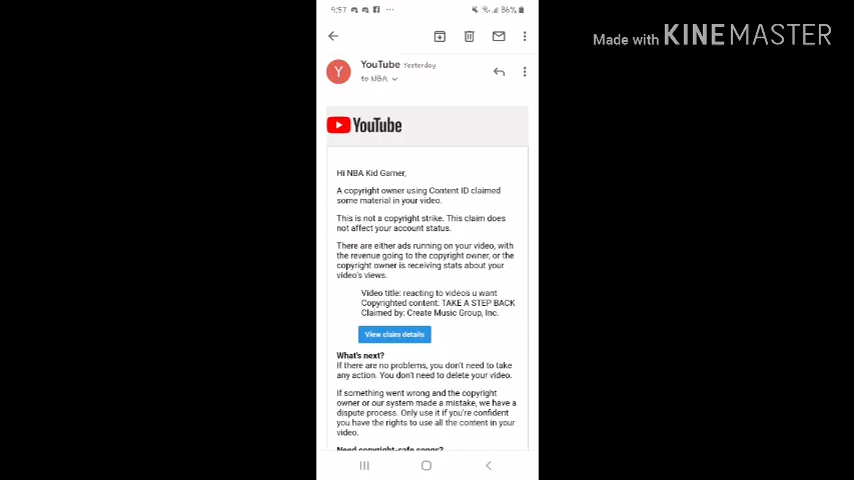 9:57
86%
Made with KINEMASTER
Y
YouTube Yesterday
to NBA
YouTube
Hi NBA Kid Gamer,
A copyright owner using Content ID claimed
some material in your video.
This is not a copyright strike. This claim does
not affect your account status.
There are either ads running on your video, with
the revenue going to the copyright owner, or the
copyright owner is receiving stats about your
video's views.
Video title: reacting to videos u want
Copyrighted content: TAKE A STEP BACK
Claimed by: Create Music Group, Inc.
View claim details
What's next?
If there are no problems, you don't need to take
any action. You don't need to delete your video.
If something went wrong and the copyright
owner or our system made a mistake, we have a
dispute process. Only use it if you're confident
you have the rights to use all the content in your
video.
Need copyright-safe songs?